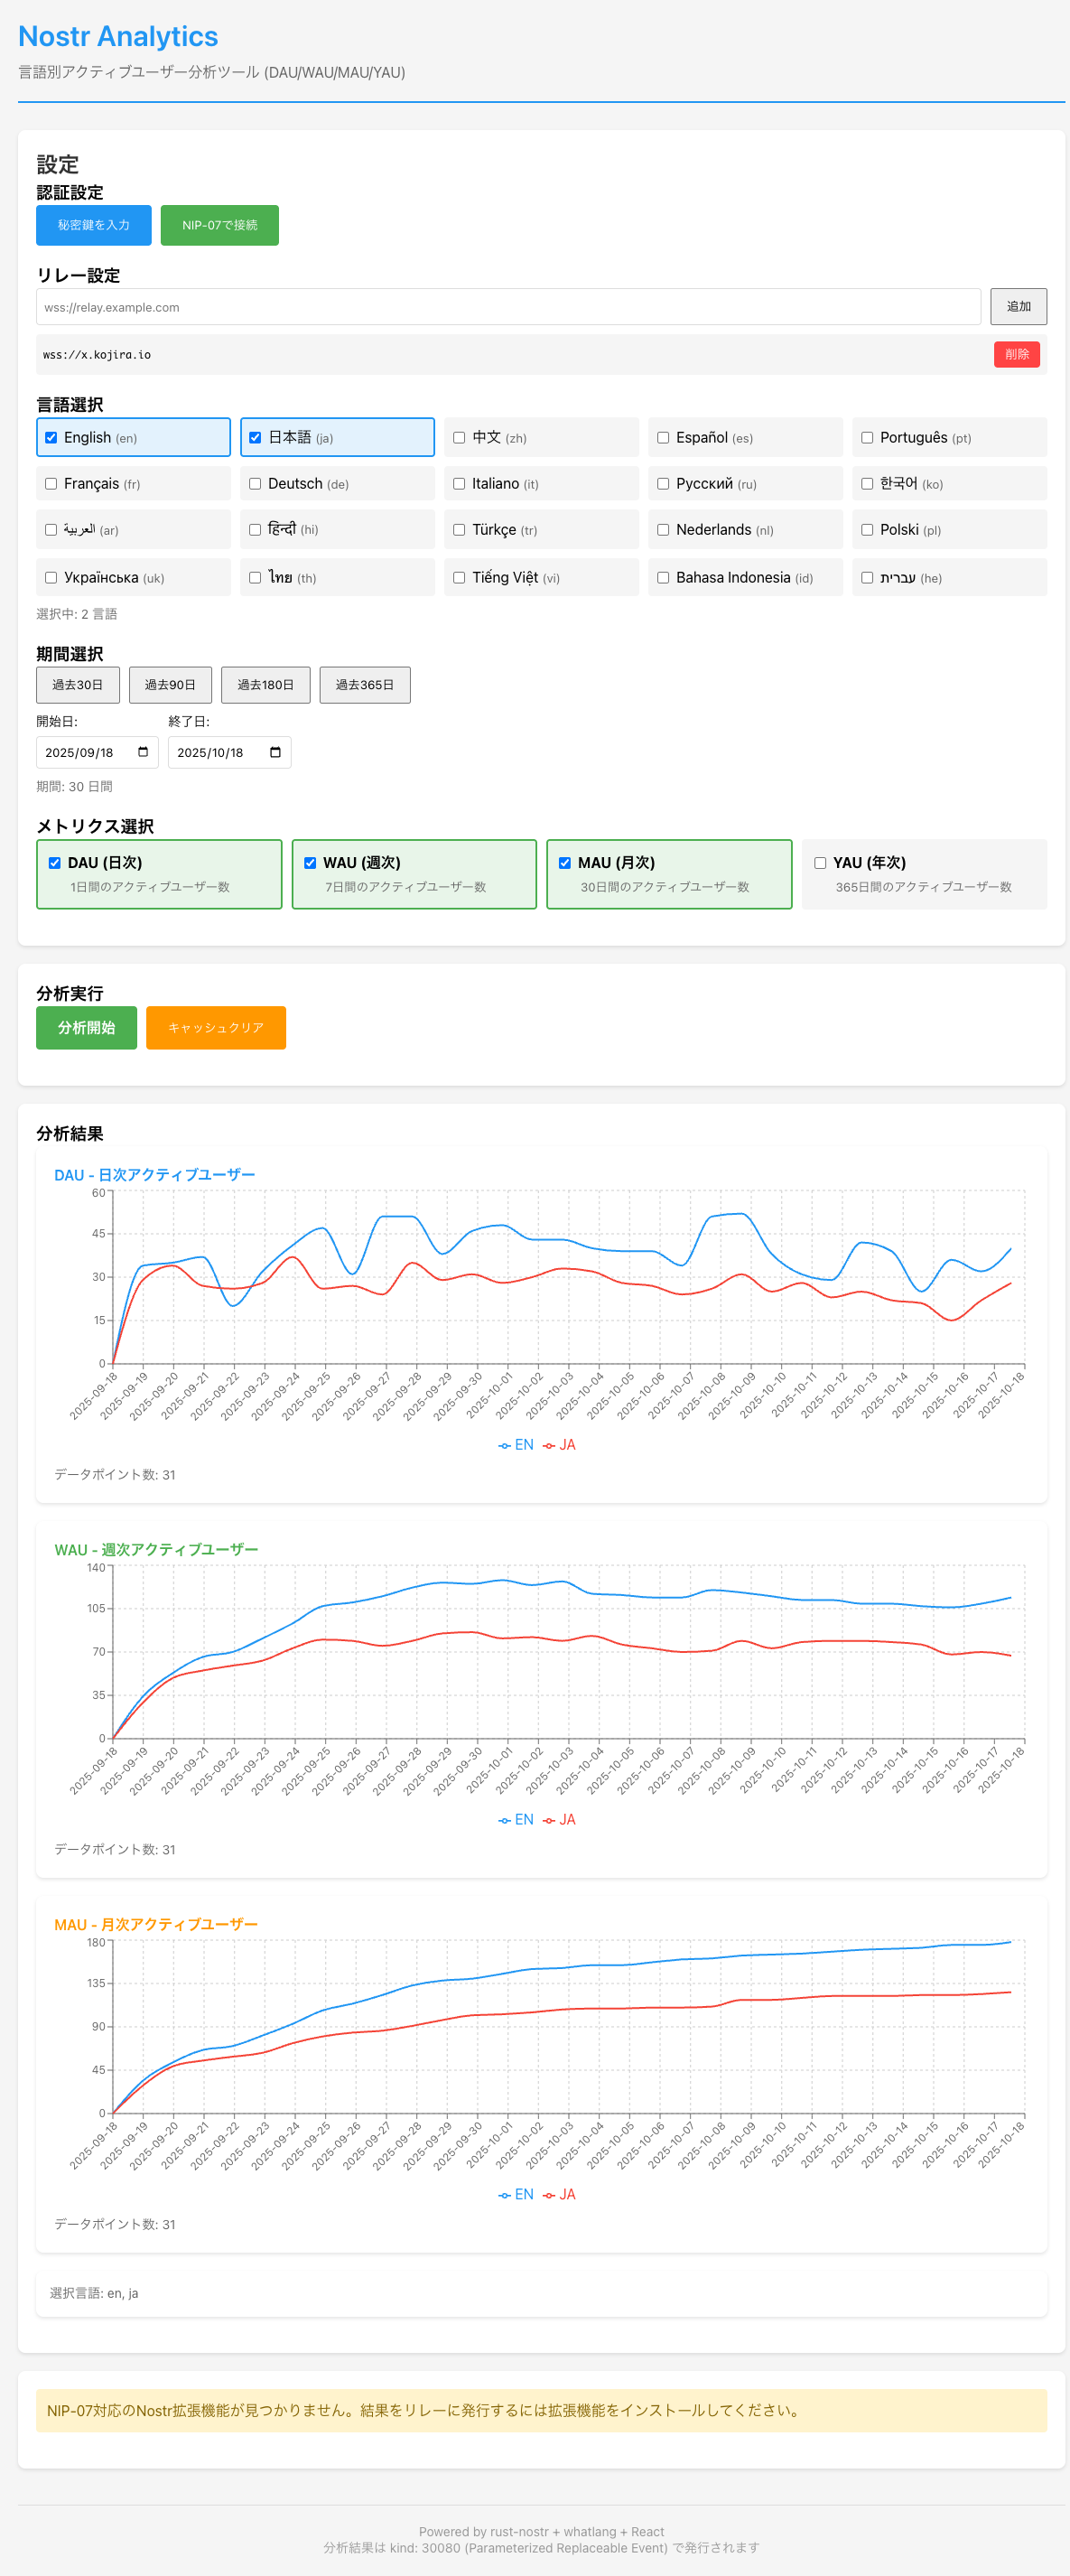 Nostr Analytics
言語別アクティブユーザー分析ツール (DAU/WAU/MAU/YAU)
設定
認証設定
秘密鍵を入力 NIP-07で接続
リレー設定
wss://relay.example.com 追加
wss://x.kojira.io 削除
言語選択
English (en) 日本語 (ja) 中文 (zh) Español (es) Português (pt)
Français (fr) Deutsch (de) Italiano (it) Русский (ru) 한국어 (ko)
العربية (ar) हिन्दी (hi) Türkçe (tr) Nederlands (nl) Polski (pl)
Українська (uk) ไทย (th) Tiếng Việt (vi) Bahasa Indonesia (id) עברית (he)
選択中: 2 言語
期間選択
過去30日 過去90日 過去180日 過去365日
開始日: 終了日:
2025/09/18 2025/10/18
期間: 30 日間
メトリクス選択
DAU (日次) WAU (週次) MAU (月次) YAU (年次)
1日間のアクティブユーザー数 7日間のアクティブユーザー数 30日間のアクティブユーザー数 365日間のアクティブユーザー数
分析実行
分析開始 キャッシュクリア
分析結果
DAU - 日次アクティブユーザー
60
45
30
15
0
2025-09-18 2025-09-19 2025-09-20 2025-09-21 2025-09-22 2025-09-23 2025-09-24 2025-09-25 2025-09-26 2025-09-27 2025-09-28 2025-09-29 2025-09-30 2025-10-01 2025-10-02 2025-10-03 2025-10-04 2025-10-05 2025-10-06 2025-10-07 2025-10-08 2025-10-09 2025-10-10 2025-10-11 2025-10-12 2025-10-13 2025-10-14 2025-10-15 2025-10-16 2025-10-17 2025-10-18
EN JA
データポイント数: 31
WAU - 週次アクティブユーザー
140
105
70
35
0
2025-09-18 2025-09-19 2025-09-20 2025-09-21 2025-09-22 2025-09-23 2025-09-24 2025-09-25 2025-09-26 2025-09-27 2025-09-28 2025-09-29 2025-09-30 2025-10-01 2025-10-02 2025-10-03 2025-10-04 2025-10-05 2025-10-06 2025-10-07 2025-10-08 2025-10-09 2025-10-10 2025-10-11 2025-10-12 2025-10-13 2025-10-14 2025-10-15 2025-10-16 2025-10-17 2025-10-18
EN JA
データポイント数: 31
MAU - 月次アクティブユーザー
180
135
90
45
0
2025-09-18 2025-09-19 2025-09-20 2025-09-21 2025-09-22 2025-09-23 2025-09-24 2025-09-25 2025-09-26 2025-09-27 2025-09-28 2025-09-29 2025-09-30 2025-10-01 2025-10-02 2025-10-03 2025-10-04 2025-10-05 2025-10-06 2025-10-07 2025-10-08 2025-10-09 2025-10-10 2025-10-11 2025-10-12 2025-10-13 2025-10-14 2025-10-15 2025-10-16 2025-10-17 2025-10-18
EN JA
データポイント数: 31
選択言語: en, ja
NIP-07対応のNostr拡張機能が見つかりません。結果をリレーに発行するには拡張機能をインストールしてください。
Powered by rust-nostr + whatlang + React
分析結果は kind: 30080 (Parameterized Replaceable Event) で発行されます